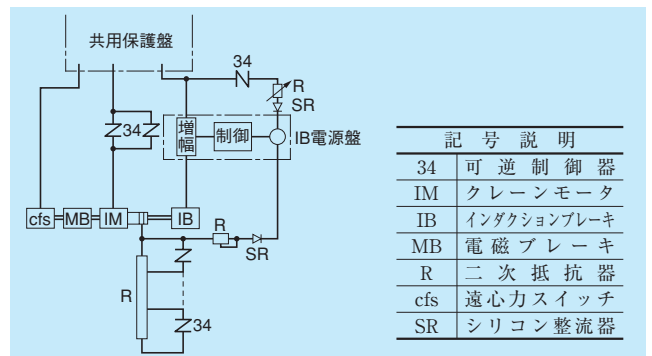 共用保護盤
34
R
SR
34
増幅
制御
IB電源盤
cfs
MB
IM
IB
R
SR
R
34
記号説明
34 可逆制御器
IM クレーンモータ
IB インダクションブレーキ
MB 電磁ブレーキ
R 二次抵抗器
cfs 遠心力スイッチ
SR シリコン整流器